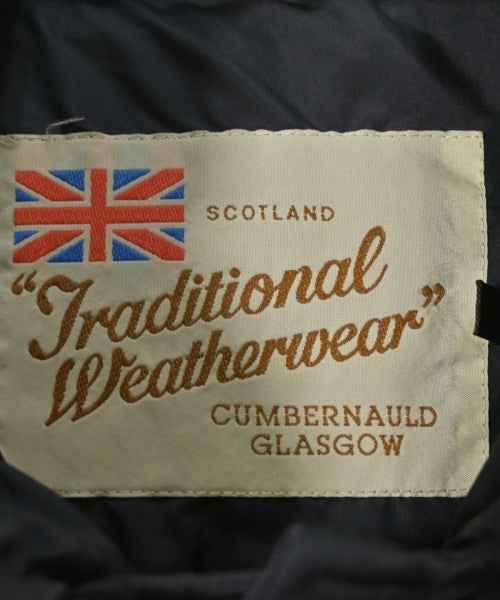 SCOTLAND
"Traditional
Weatherwear"
CUMBERNAULD
GLASGOW